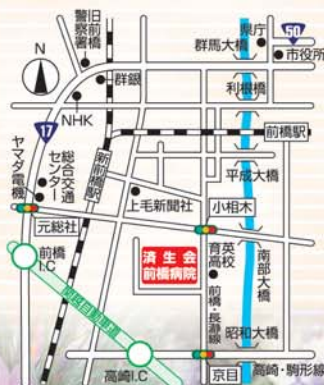 旧前橋
警察署
N
群銀
県庁
50
群馬大橋
市役所
利根橋
NHK
17
前橋駅
ヤマダ電機
総合交通
センター
新前橋駅
平成大橋
上毛新聞社
小相木
元総社
済生会
前橋病院
育英
高校
南部大橋
前橋
I.C
前橋・長瀞線
関越自動車道
昭和大橋
高崎I.C
京目
高崎・駒形線